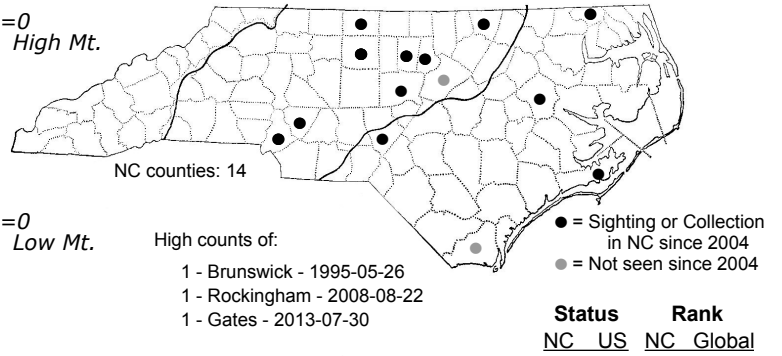 =0
High Mt.
NC counties: 14
=0
Low Mt.
High counts of:
1 - Brunswick - 1995-05-26
1 - Rockingham - 2008-08-22
1 - Gates - 2013-07-30
= Sighting or Collection
in NC since 2004
= Not seen since 2004
Status Rank
NC US NC Global